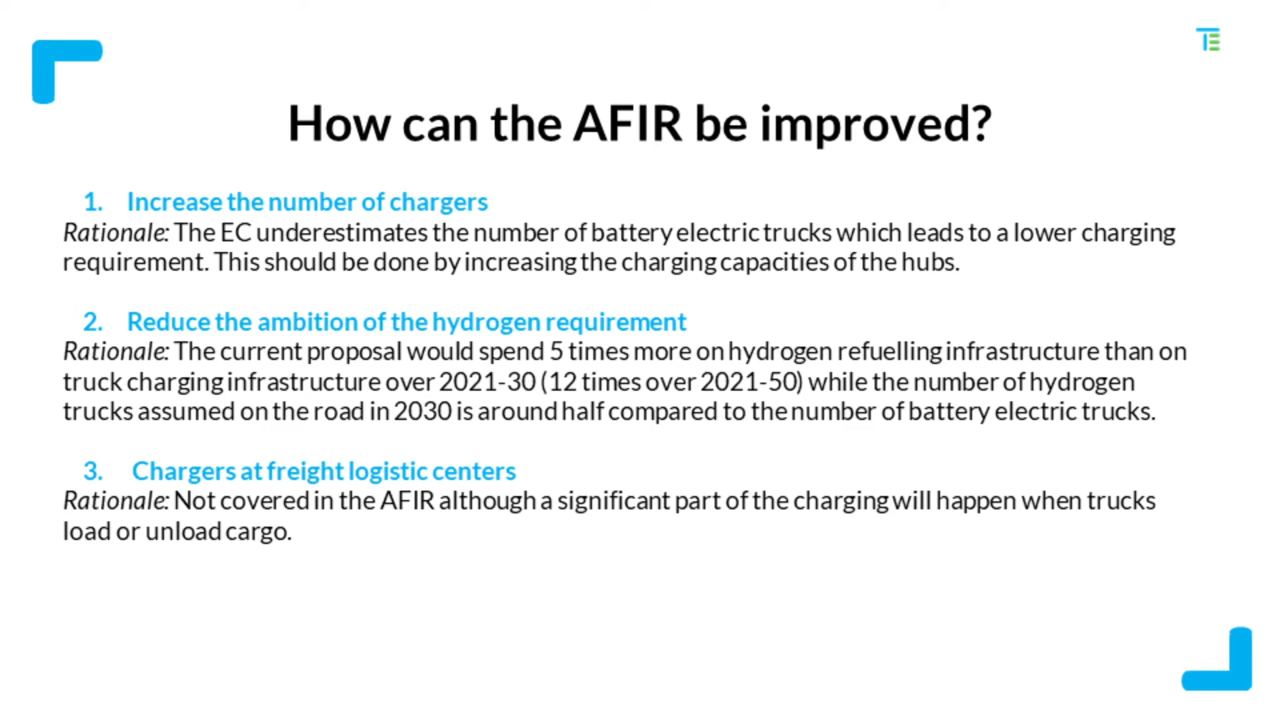 TE
How can the AFIR be improved?
1. Increase the number of chargers
Rationale: The EC underestimates the number of battery electric trucks which leads to a lower charging
requirement. This should be done by increasing the charging capacities of the hubs.
2. Reduce the ambition of the hydrogen requirement
Rationale: The current proposal would spend 5 times more on hydrogen refuelling infrastructure than on
truck charging infrastructure over 2021-30 (12 times over 2021-50) while the number of hydrogen
trucks assumed on the road in 2030 is around half compared to the number of battery electric trucks.
3. Chargers at freight logistic centers
Rationale: Not covered in the AFIR although a significant part of the charging will happen when trucks
load or unload cargo.